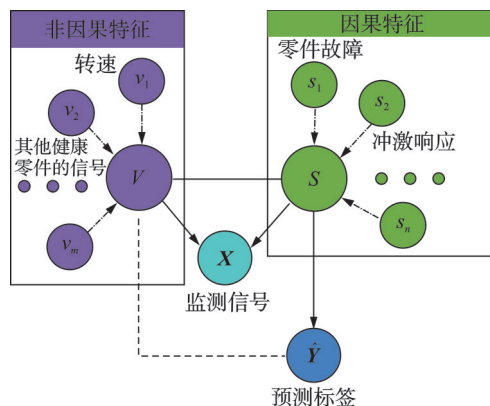 非因果特征
因果特征
转速
零件故障
v₁
s₁
v₂
s₂
其他健康
零件的信号
冲激响应
V
S
vₘ
sₙ
X
监测信号
Ŷ
预测标签